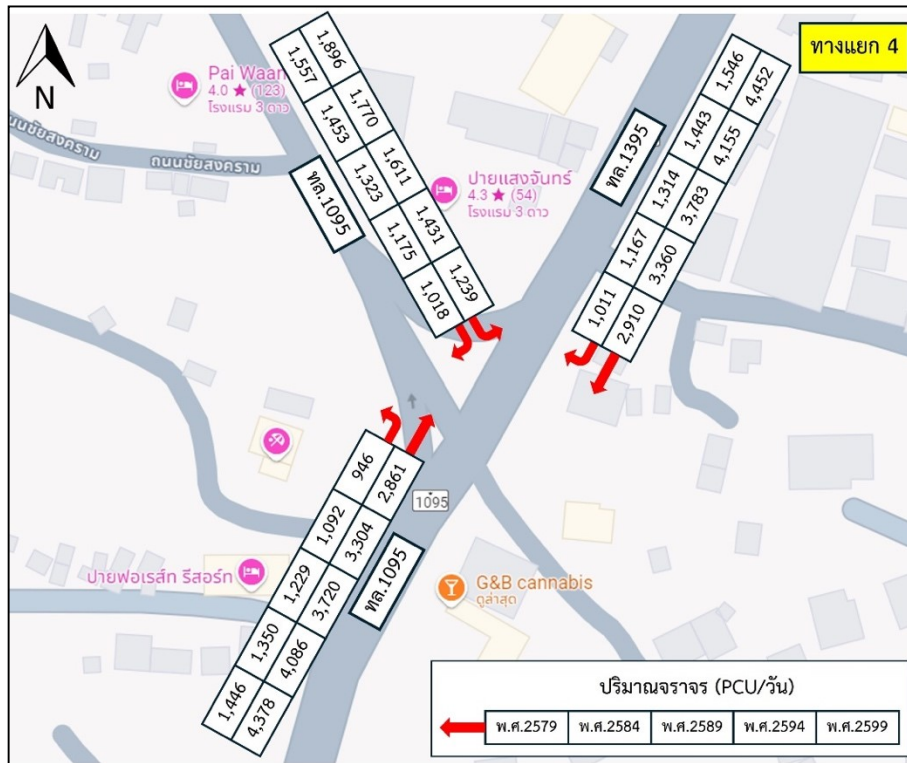 ทางแยก 4
N
Pai Waan
4.0 ★ (123)
โรงแรม 3 ดาว
ถนนชัยสงคราม
ถนนชัยสงคราม
ทล.1095
1,557 1,896
1,453 1,770
1,323 1,611
1,175 1,431
1,018 1,239
ปายแสงจันทร์
4.3 ★ (54)
โรงแรม 3 ดาว
ทล.1395
1,546 4,452
1,443 4,155
1,314 3,783
1,167 3,360
1,011 2,910
946 2,861
1,092 3,304
1,229 3,720
1,350 4,086
1,446 4,378
1095
ทล.1095
ปายฟอเรส์ท รีสอร์ท
G&B cannabis
ดูล่าสุด
ปริมาณจราจร (PCU/วัน)
พ.ศ.2579 พ.ศ.2584 พ.ศ.2589 พ.ศ.2594 พ.ศ.2599